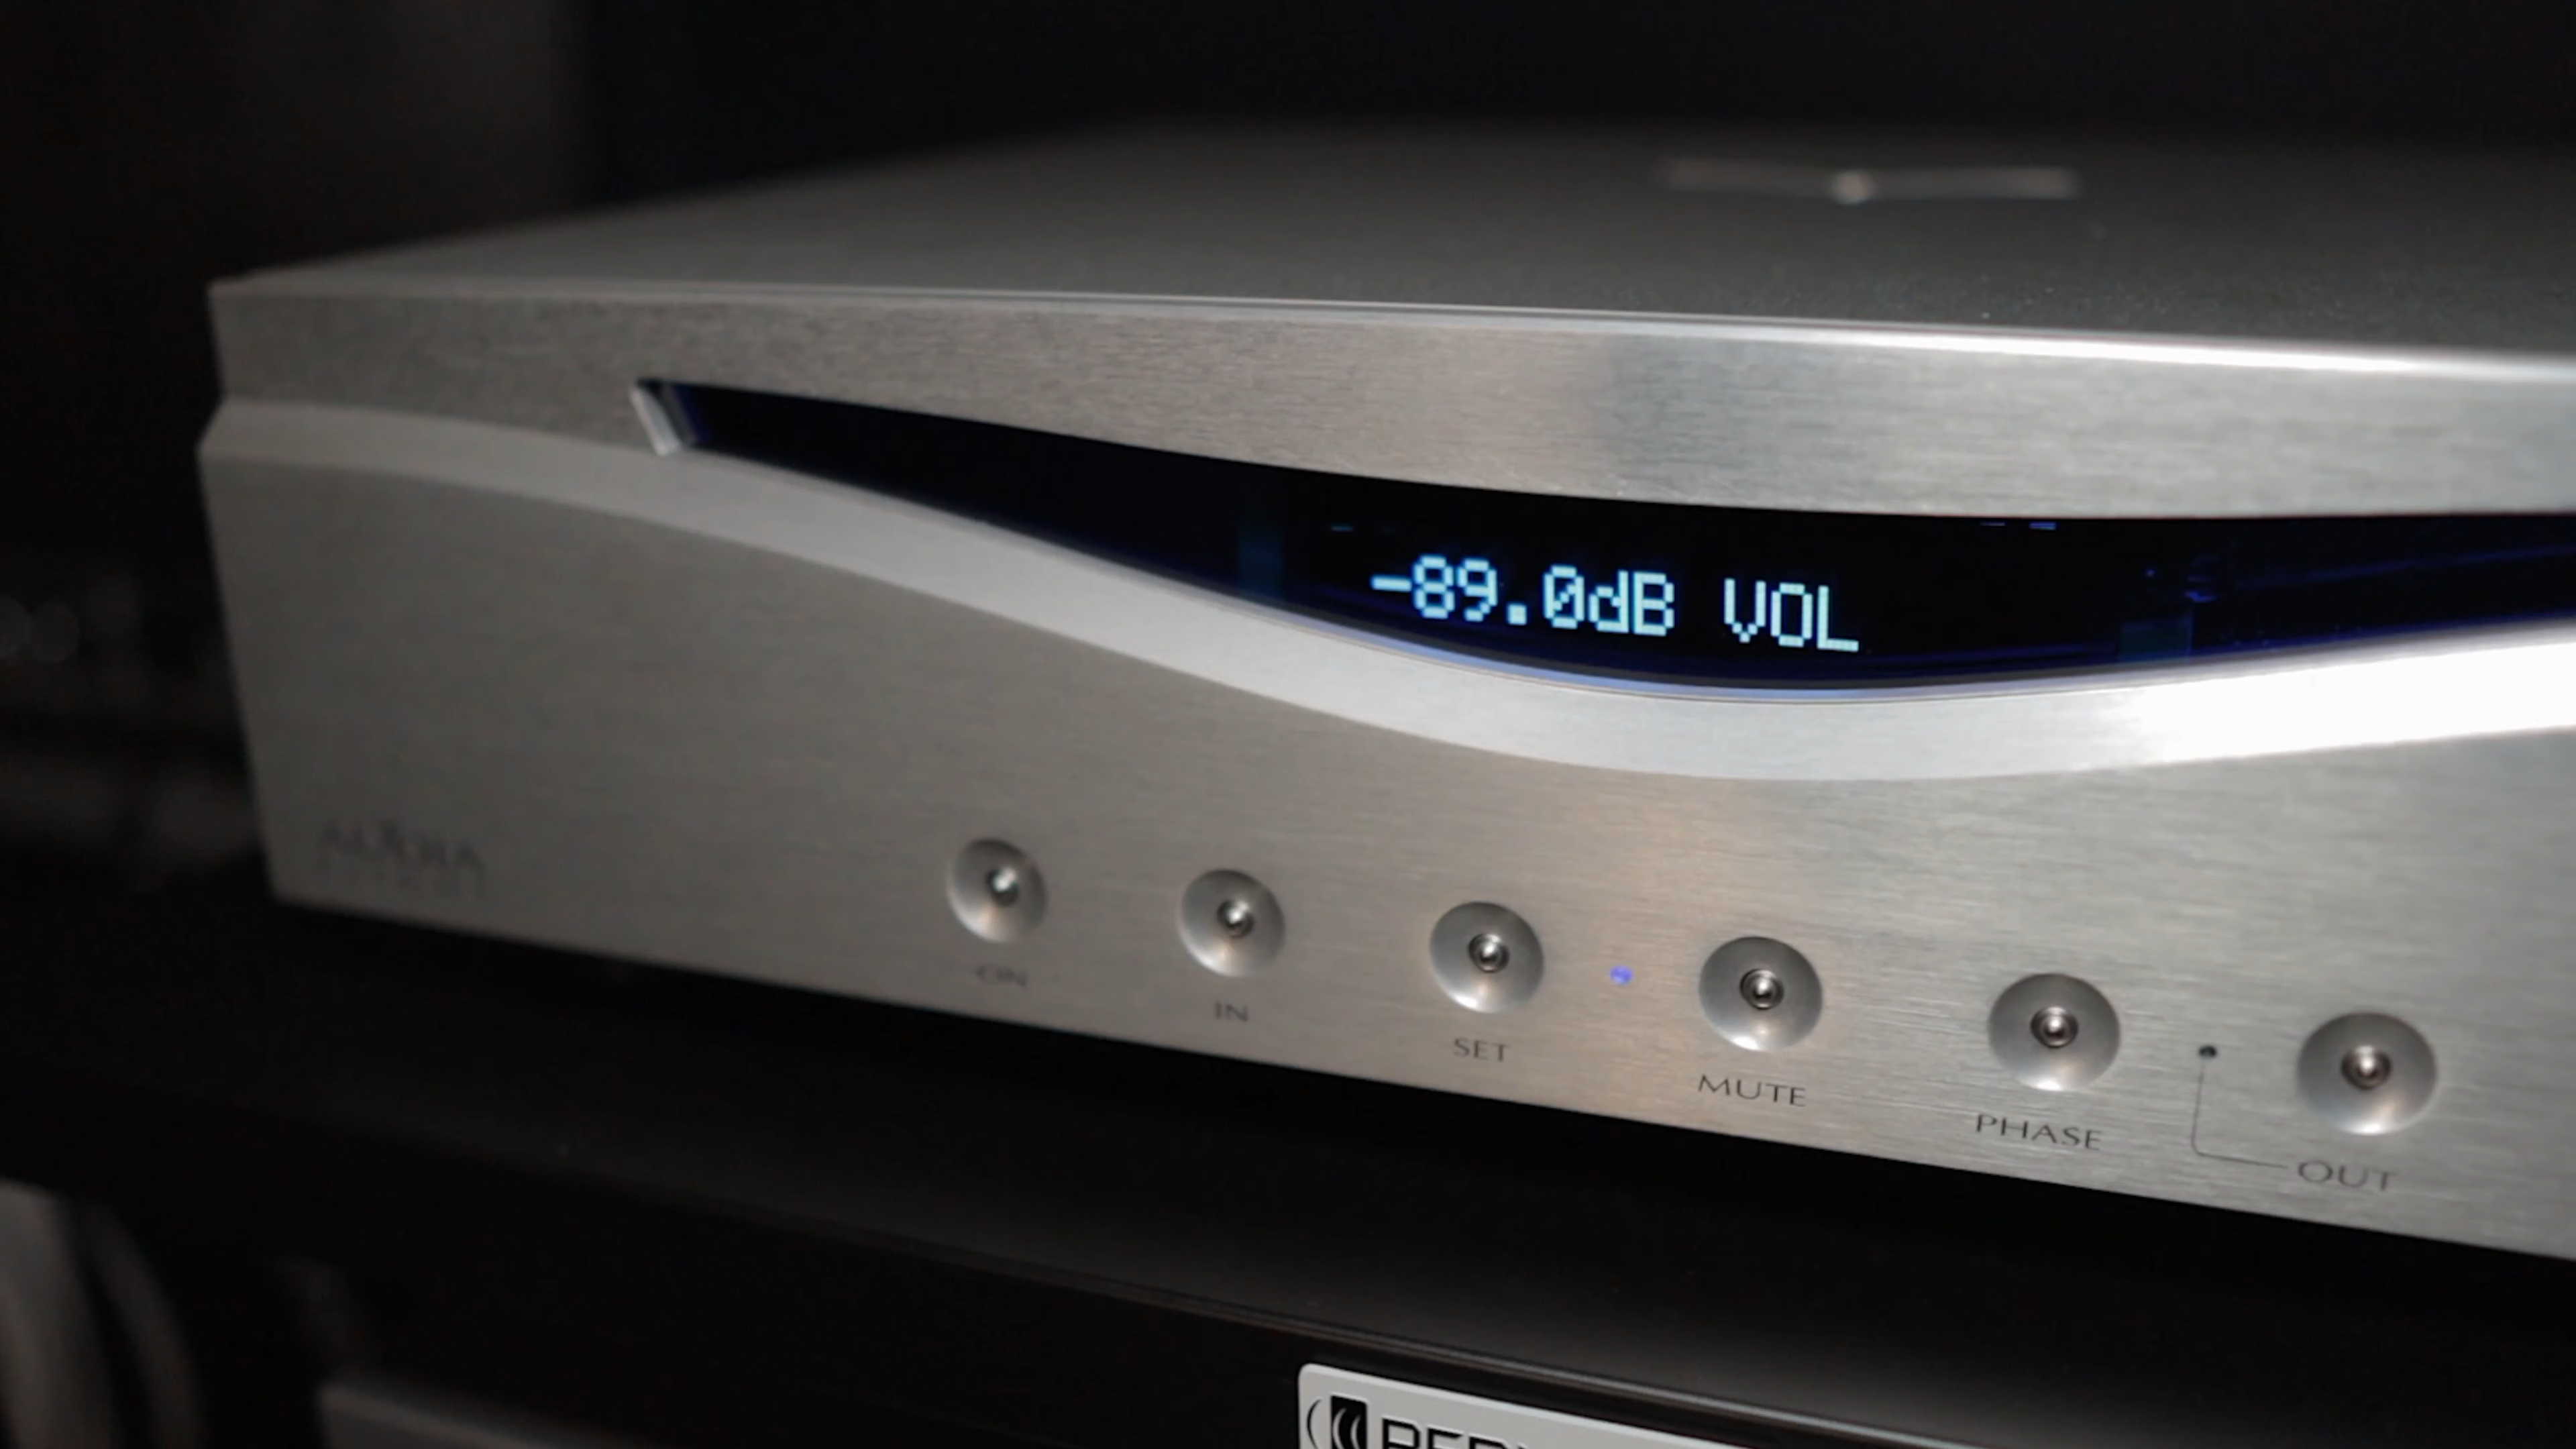 -89.0dB VOL
ON
IN
SET
MUTE
PHASE
OUT